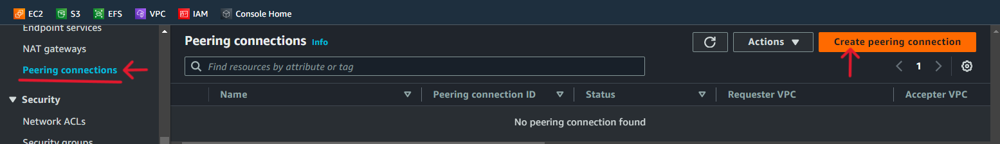 EC2 S3 EFS VPC IAM Console Home
Endpoint services
NAT gateways
Peering connections
Security
Network ACLs
Security groups
Peering connections Info
Actions
Create peering connection
Find resources by attribute or tag
1
Name Peering connection ID Status Requester VPC Accepter VPC
No peering connection found